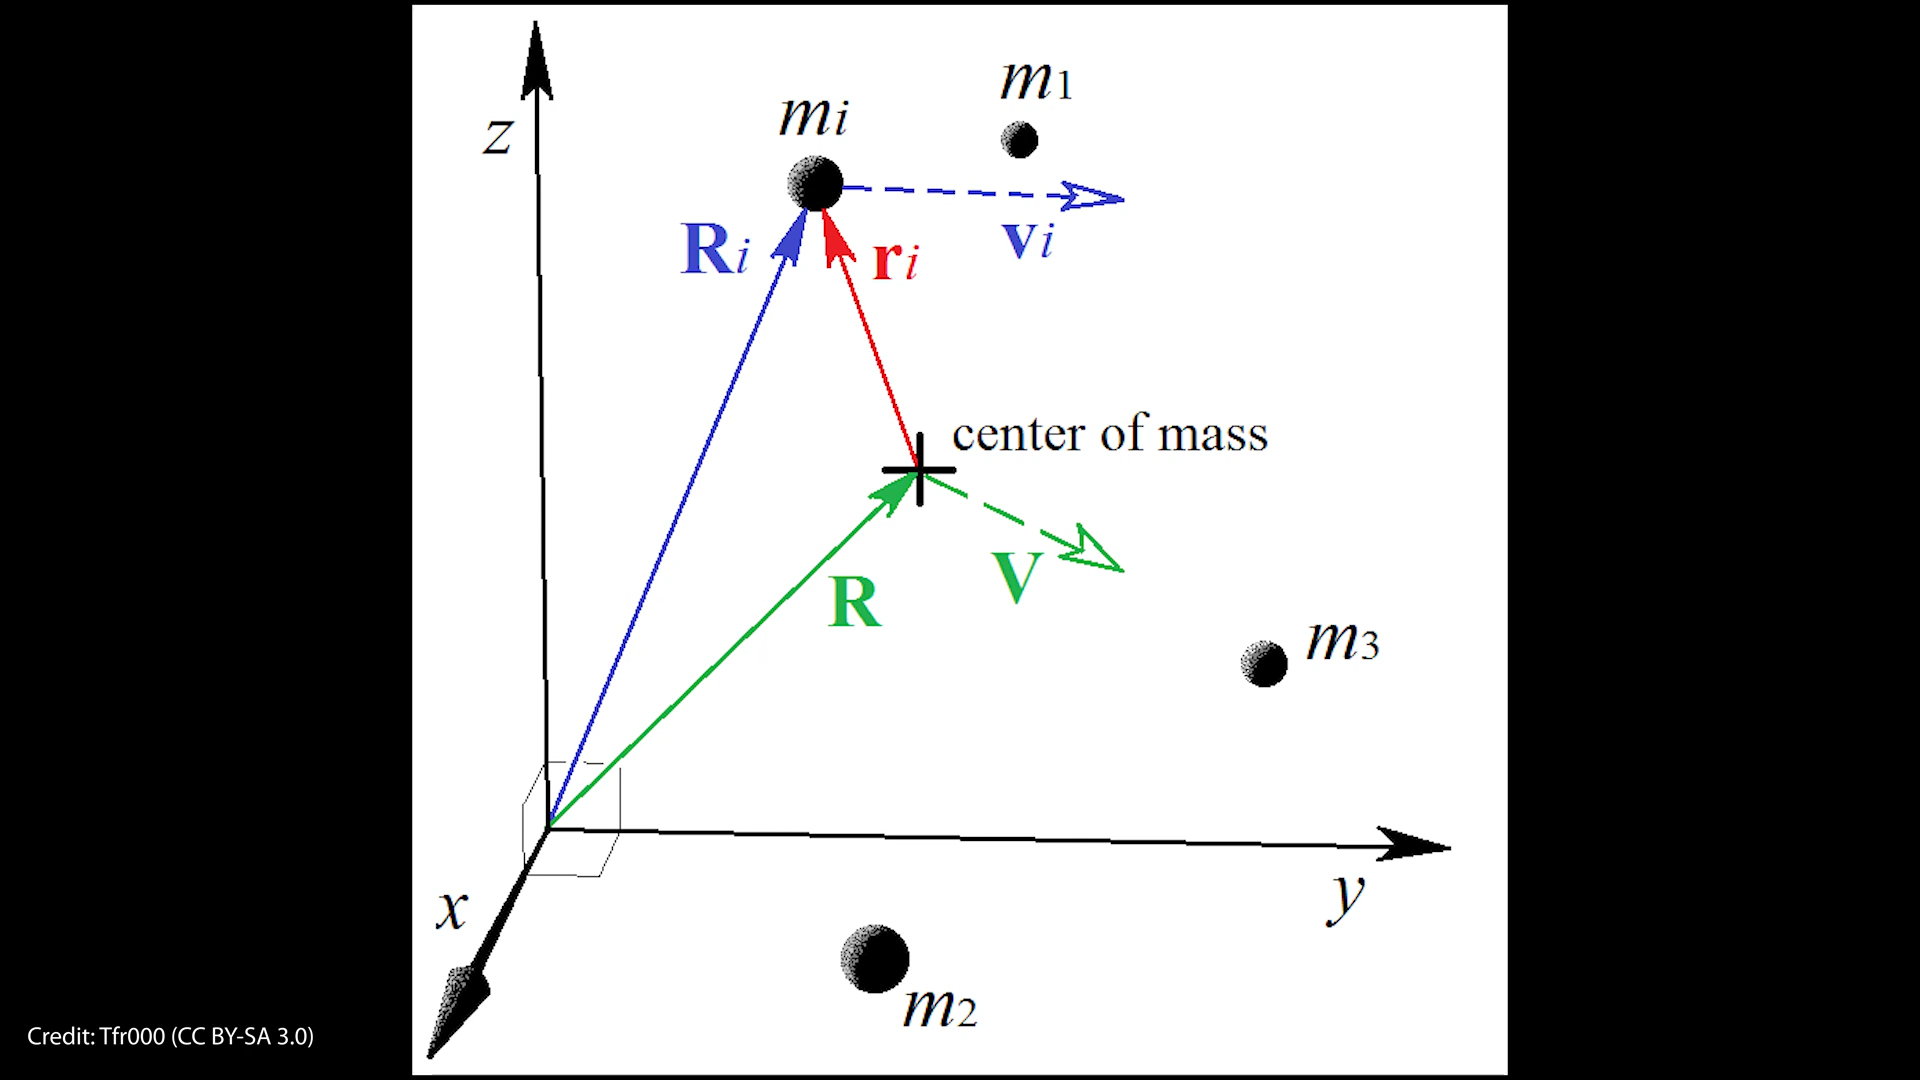 m1
mi
z
Ri
ri
vi
center of mass
V
R
m3
x
y
m2
Credit: Tfr000 (CC BY-SA 3.0)